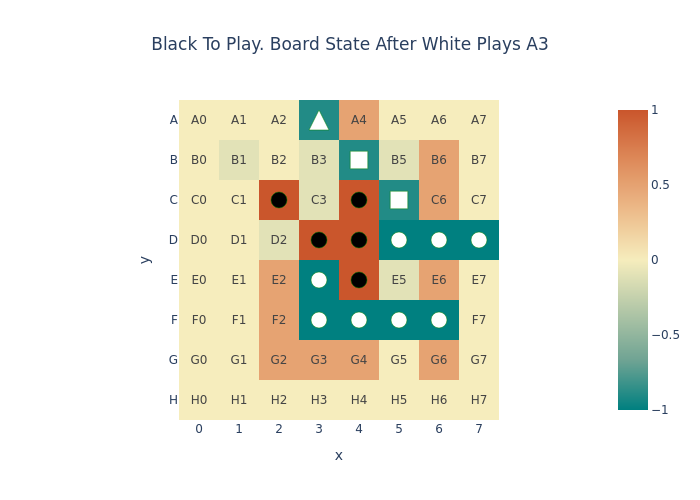 Black To Play. Board State After White Plays A3
A A0 A1 A2 A4 A5 A6 A7
B B0 B1 B2 B3 B5 B6 B7
C C0 C1 C3 C6 C7
D D0 D1 D2
E E0 E1 E2 E5 E6 E7
F F0 F1 F2 F7
G G0 G1 G2 G3 G4 G5 G6 G7
H H0 H1 H2 H3 H4 H5 H6 H7
0 1 2 3 4 5 6 7
x
y
1
0.5
0
−0.5
−1